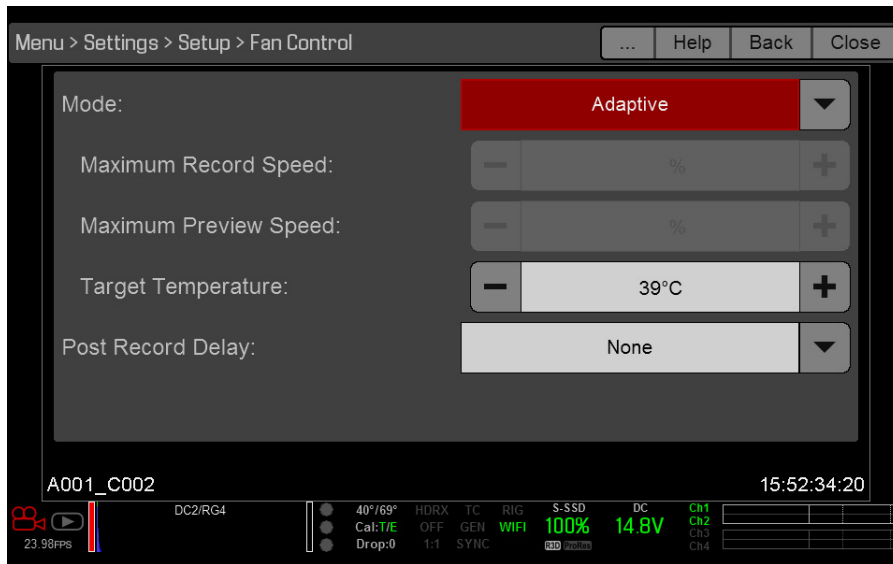 Menu > Settings > Setup > Fan Control ... Help Back Close
Mode: Adaptive
Maximum Record Speed: %
Maximum Preview Speed: %
Target Temperature: 39°C
Post Record Delay: None
A001_C002 15:52:34:20
DC2/RG4 40°/69° HDRX TC RIG S-SSD DC Ch1
Cal:T/E OFF GEN WIFI 100% 14.8V Ch2
23.98FPS Drop:0 1:1 SYNC R3D ProRes Ch3
Ch4